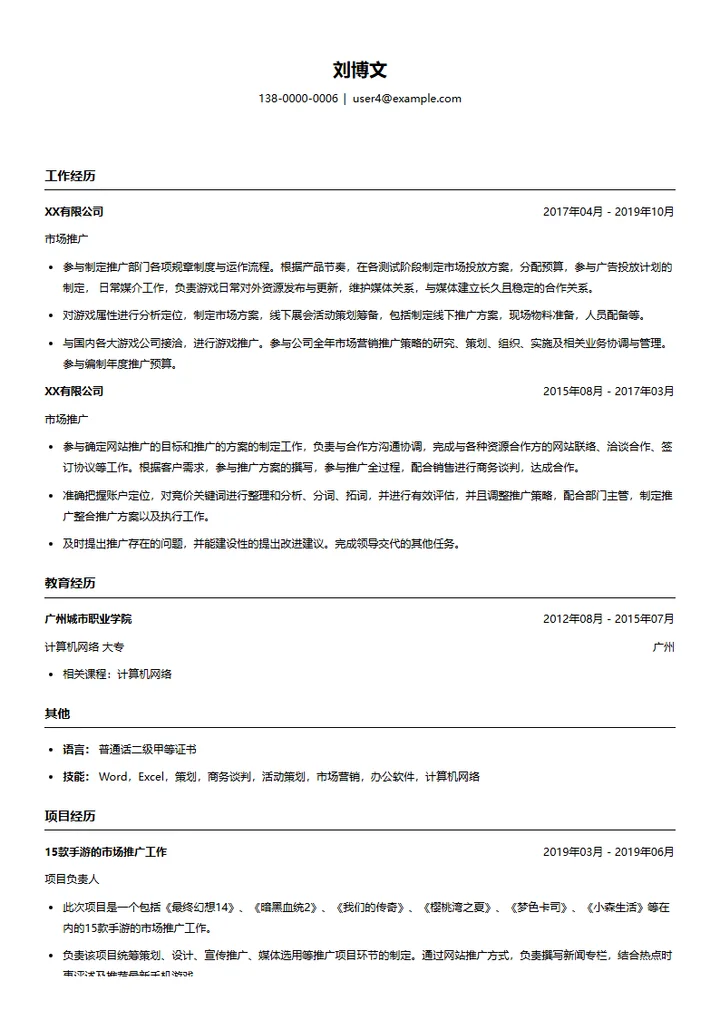 刘博文
138-0000-0006 | user4@example.com
工作经历
XX有限公司 2017年04月 - 2019年10月
市场推广
• 参与制定推广部门各项规章制度与运作流程。根据产品节奏，在各测试阶段制定市场投放方案，分配预算，参与广告投放计划的
制定， 日常媒介工作，负责游戏日常对外资源发布与更新，维护媒体关系，与媒体建立长久且稳定的合作关系。
• 对游戏属性进行分析定位，制定市场方案，线下展会活动策划筹备，包括制定线下推广方案，现场物料准备，人员配备等。
• 与国内各大游戏公司接洽，进行游戏推广。参与公司全年市场营销推广策略的研究、策划、组织、实施及相关业务协调与管理。
参与编制年度推广预算。
XX有限公司 2015年08月 - 2017年03月
市场推广
• 参与确定网站推广的目标和推广的方案的制定工作，负责与合作方沟通协调，完成与各种资源合作方的网站联络、洽谈合作、签
订协议等工作。根据客户需求，参与推广方案的撰写，参与推广全过程，配合销售进行商务谈判，达成合作。
• 准确把握账户定位，对竞价关键词进行整理和分析、分词、拓词，并进行有效评估，并且调整推广策略，配合部门主管，制定推
广整合推广方案以及执行工作。
• 及时提出推广存在的问题，并能建设性的提出改进建议。完成领导交代的其他任务。
教育经历
广州城市职业学院 2012年08月 - 2015年07月
计算机网络 大专 广州
• 相关课程：计算机网络
其他
• 语言： 普通话二级甲等证书
• 技能： Word，Excel，策划，商务谈判，活动策划，市场营销，办公软件，计算机网络
项目经历
15款手游的市场推广工作 2019年03月 - 2019年06月
项目负责人
• 此次项目是一个包括《最终幻想14》、《暗黑血统2》、《我们的传奇》、《樱桃湾之夏》、《梦色卡司》、《小森生活》等在
内的15款手游的市场推广工作。
• 负责该项目统筹策划、设计、宣传推广、媒体选用等推广项目环节的制定。通过网站推广方式，负责撰写新闻专栏，结合热点时
事评述及推荐最新手机游戏